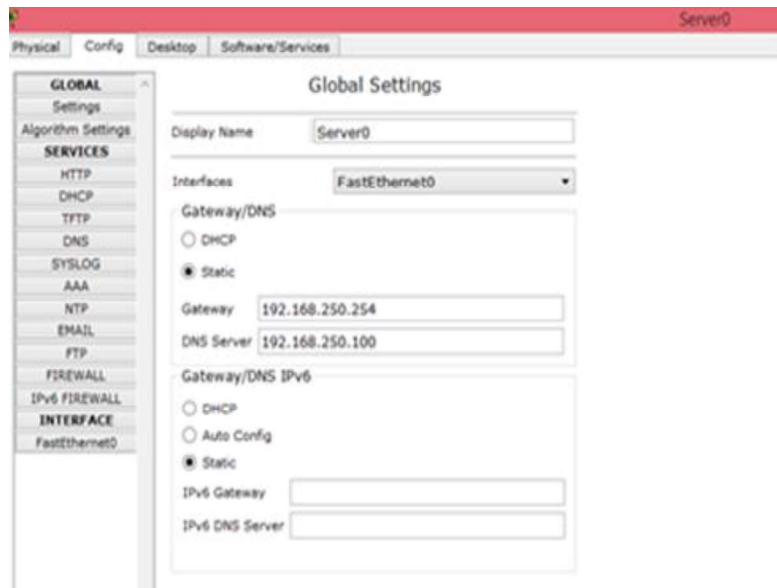 Server0
Physical Config Desktop Software/Services
GLOBAL
Settings
Algorithm Settings
SERVICES
HTTP
DHCP
TFTP
DNS
SYSLOG
AAA
NTP
EMAIL
FTP
FIREWALL
IPv6 FIREWALL
INTERFACE
FastEthernet0
Global Settings
Display Name Server0
Interfaces FastEthernet0
Gateway/DNS
DHCP
Static
Gateway 192.168.250.254
DNS Server 192.168.250.100
Gateway/DNS IPv6
DHCP
Auto Config
Static
IPv6 Gateway
IPv6 DNS Server